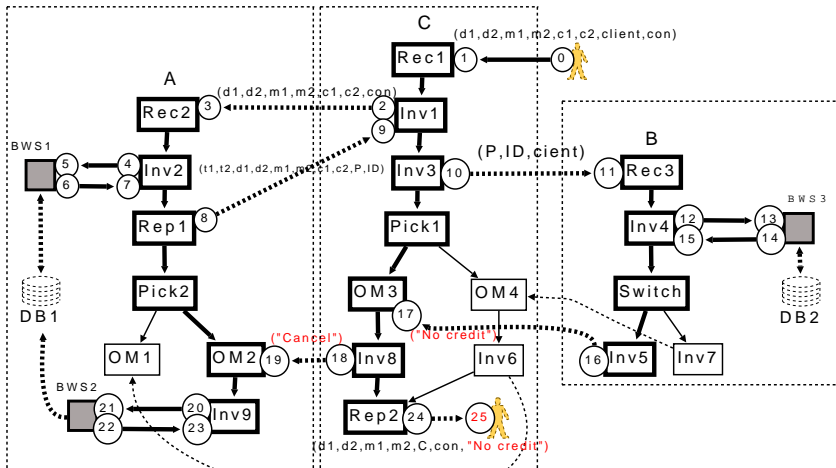 C
(d1,d2,m1,m2,c1,c2,client,con)
Rec1
1
0
A
(d1,d2,m1,m2,c1,c2,con)
Rec2
3
2
9
Inv1
B
BWS1
5
4
6
7
Inv2
(t1,t2,d1,d2,m1,m2,c1,c2,P,ID)
Inv3
10
(P,ID,cient)
11
Rec3
BWS3
Rep1
8
Pick1
Inv4
12
13
15
14
Pick2
OM3
OM4
Switch
DB1
DB2
17
("Cancel")
("No credit")
OM1
OM2
19
18
Inv8
Inv6
16
Inv5
Inv7
BWS2
21
20
22
23
Inv9
Rep2
24
25
(d1,d2,m1,m2,C,con,"No credit")